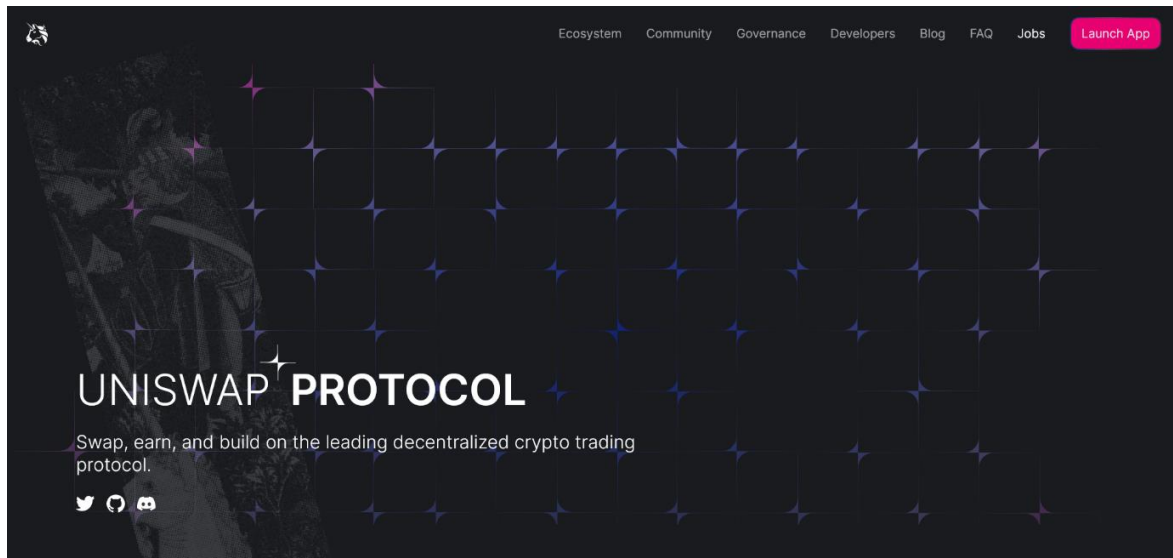 Ecosystem Community Governance Developers Blog FAQ Jobs Launch App
UNISWAP PROTOCOL
Swap, earn, and build on the leading decentralized crypto trading
protocol.